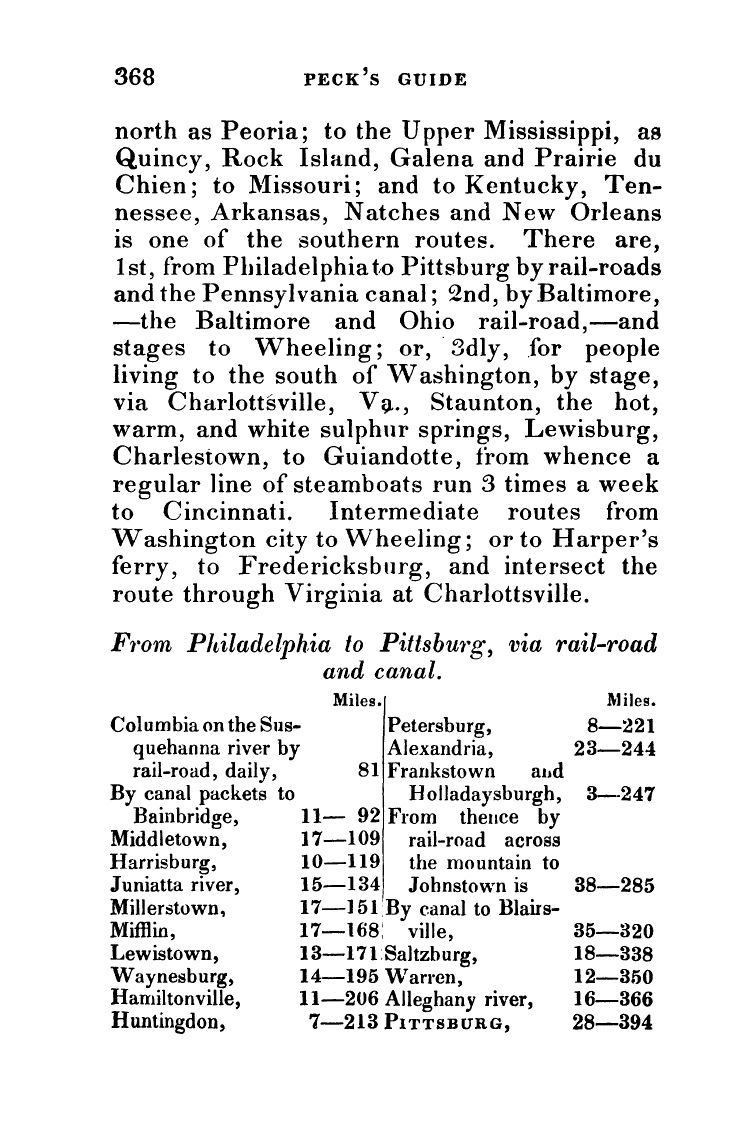 368 PECK'S GUIDE
north as Peoria; to the Upper Mississippi, as
Quincy, Rock Island, Galena and Prairie du
Chien; to Missouri; and to Kentucky, Ten-
nessee, Arkansas, Natches and New Orleans
is one of the southern routes. There are,
1st, from Philadelphia to Pittsburg by rail-roads
and the Pennsylvania canal; 2nd, by Baltimore,
—the Baltimore and Ohio rail-road,—and
stages to Wheeling; or, 3dly, for people
living to the south of Washington, by stage,
via Charlottsville, Va., Staunton, the hot,
warm, and white sulphur springs, Lewisburg,
Charlestown, to Guiandotte, from whence a
regular line of steamboats run 3 times a week
to Cincinnati. Intermediate routes from
Washington city to Wheeling; or to Harper's
ferry, to Fredericksburg, and intersect the
route through Virginia at Charlottsville.
From Philadelphia to Pittsburg, via rail-road
and canal.
Miles.
Columbia on the Sus-
quehanna river by
rail-road, daily, 81
By canal packets to
Bainbridge, 11— 92
Middletown, 17—109
Harrisburg, 10—119
Juniatta river, 15—134
Millerstown, 17—151
Mifflin, 17—168
Lewistown, 13—171
Waynesburg, 14—195
Hamiltonville, 11—206
Huntingdon, 7—213
Miles.
Petersburg, 8—221
Alexandria, 23—244
Frankstown and
Holladaysburgh, 3—247
From thence by
rail-road across
the mountain to
Johnstown is 38—285
By canal to Blairs-
ville, 35—320
Saltzburg, 18—338
Warren, 12—350
Alleghany river, 16—366
PITTSBURG, 28—394